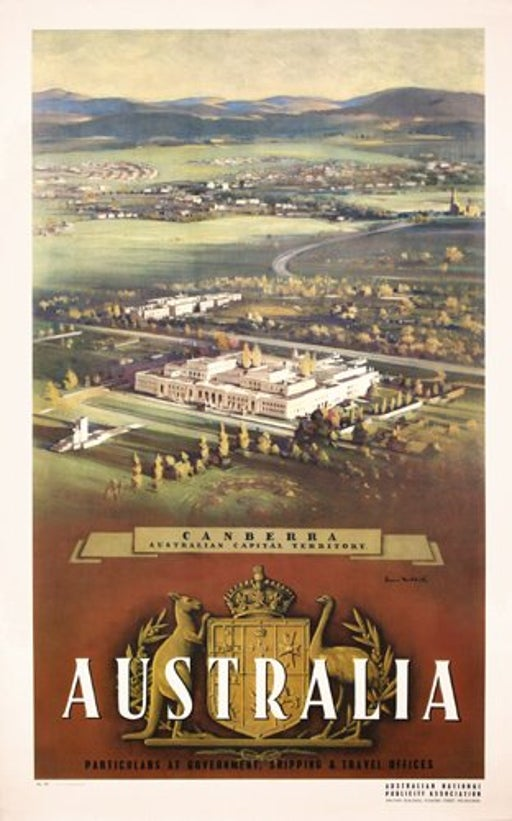 CANBERRA
AUSTRALIAN CAPITAL TERRITORY
AUSTRALIA
PARTICULARS AT GOVERNMENT, SHIPPING & TRAVEL OFFICES
AUSTRALIAN NATIONAL
PUBLICITY ASSOCIATION